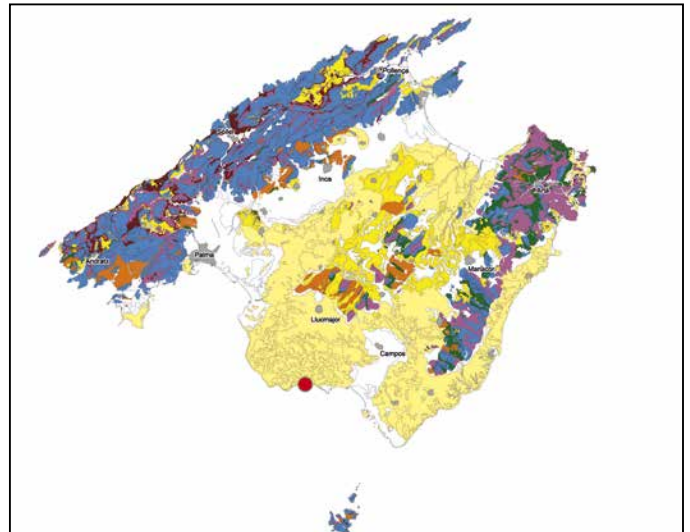 Pollença
Sóller
Inca
Artà
Palma
Andratx
Manacor
Llucmajor
Campos